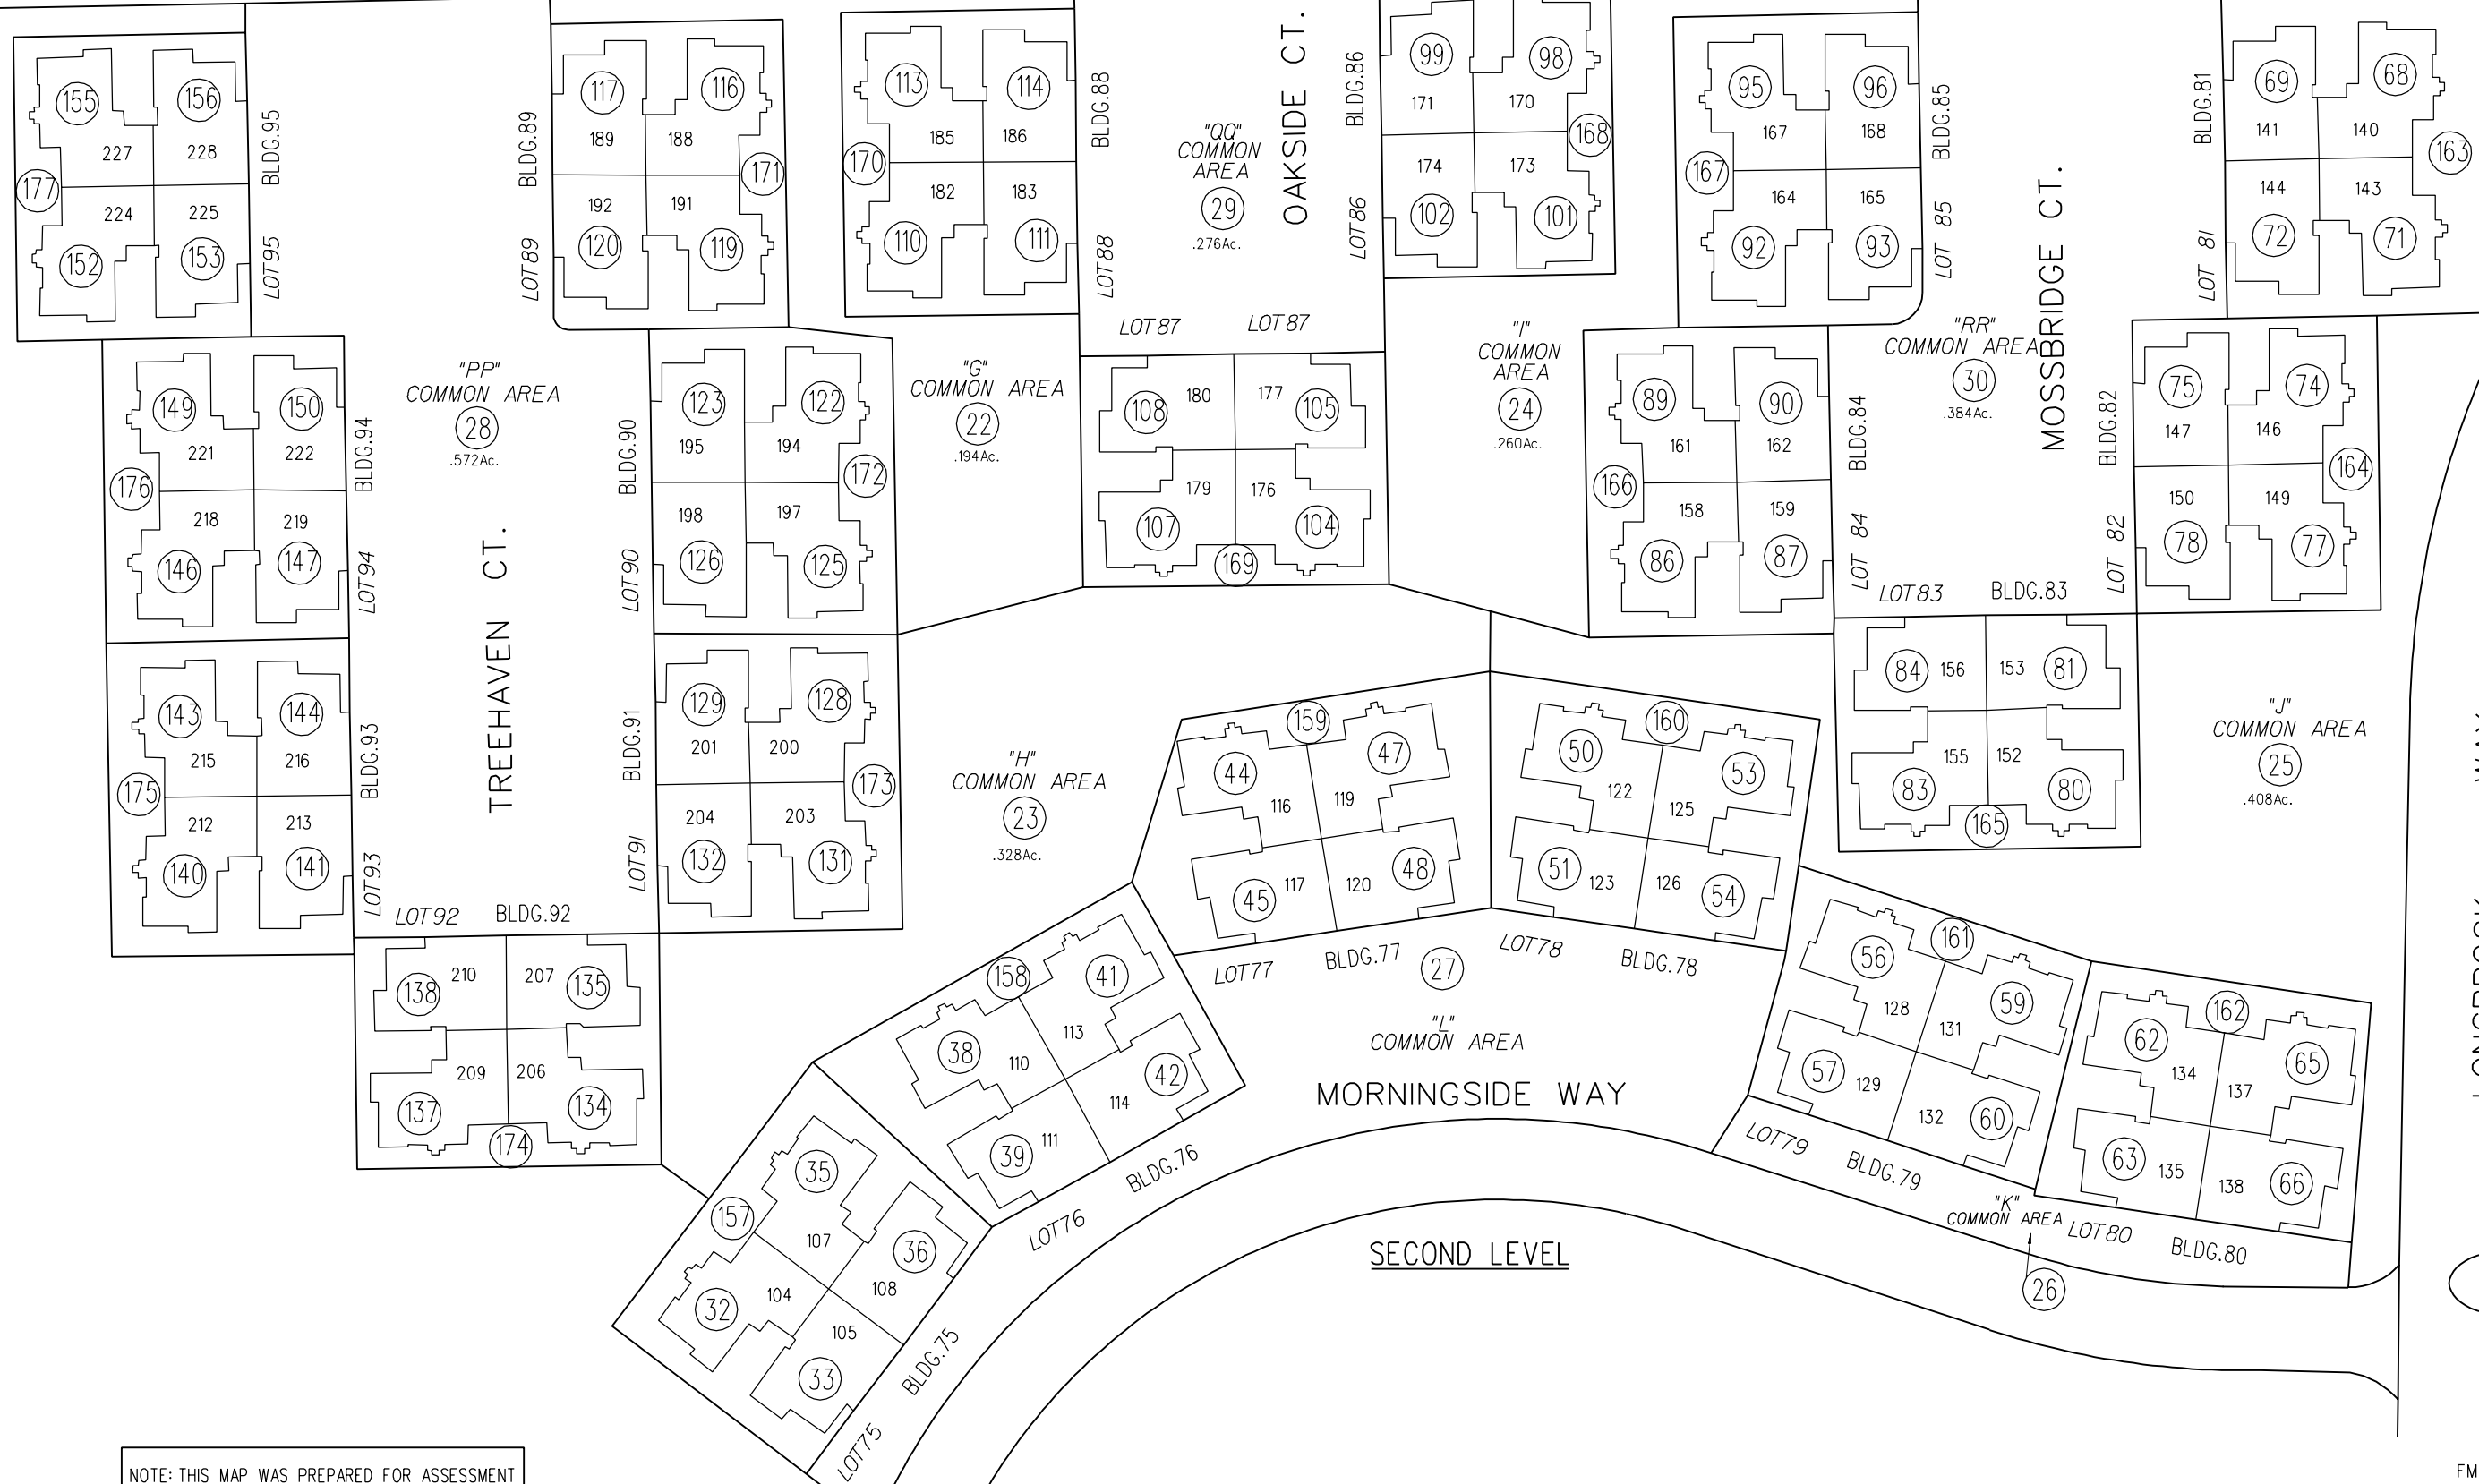 155
156
227
228
177
224
225
152
153
BLDG.95
LOT95
BLDG.89
LOT89
117
116
189
188
171
192
191
120
119
113
114
185
186
170
182
183
110
111
BLDG.88
LOT88
"QQ"
COMMON
AREA
29
.276Ac.
OAKSIDE CT.
BLDG.86
LOT86
99
98
171
170
168
174
173
102
101
95
96
167
168
167
164
165
92
93
BLDG.85
LOT 85
MOSSBRIDGE CT.
BLDG.81
LOT 81
69
68
141
140
163
144
143
72
71
149
150
221
222
176
218
219
146
147
BLDG.94
LOT94
"PP"
COMMON AREA
28
.572Ac.
TREEHAVEN CT.
BLDG.90
LOT90
123
122
195
194
172
198
197
126
125
"G"
COMMON AREA
22
.194Ac.
LOT87
LOT87
108
180
177
105
179
176
107
104
169
"I"
COMMON
AREA
24
.260Ac.
89
90
161
162
166
158
159
86
87
BLDG.84
LOT 84
"RR"
COMMON AREA
30
.384Ac.
BLDG.82
LOT 82
75
74
147
146
164
150
149
78
77
LOT83
BLDG.83
84
156
153
81
155
152
83
80
165
"J"
COMMON AREA
25
.408Ac.
143
144
215
216
175
212
213
140
141
BLDG.93
LOT93
BLDG.91
LOT91
129
128
201
200
173
204
203
132
131
"H"
COMMON AREA
23
.328Ac.
159
44
47
116
119
117
120
45
48
LOT77
BLDG.77
27
160
50
53
122
125
51
123
126
54
LOT78
BLDG.78
LOT92
BLDG.92
138
210
207
135
209
206
137
134
174
158
38
41
110
113
42
114
39
111
BLDG.76
LOT76
"L"
COMMON AREA
MORNINGSIDE WAY
161
56
59
128
131
57
129
132
60
LOT79
BLDG.79
162
62
65
134
137
63
135
138
66
"K"
COMMON AREA
26
LOT80
BLDG.80
157
35
107
36
32
104
108
105
33
BLDG.75
LOT75
SECOND LEVEL
NOTE: THIS MAP WAS PREPARED FOR ASSESSMENT
FM